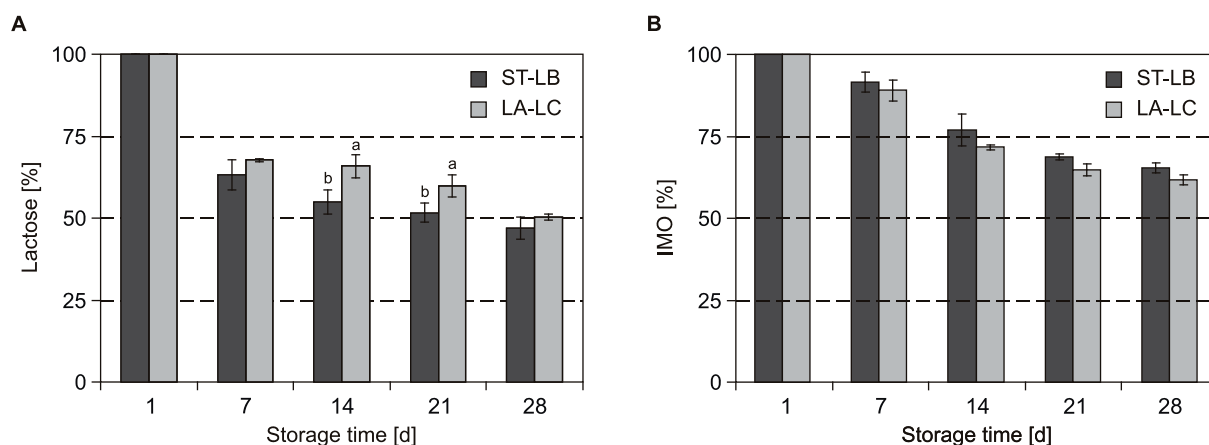 A
Lactose [%]
100
75
50
25
0
ST-LB
LA-LC
b
a
b
a
1 7 14 21 28
Storage time [d]
B
IMO [%]
100
75
50
25
0
ST-LB
LA-LC
1 7 14 21 28
Storage time [d]